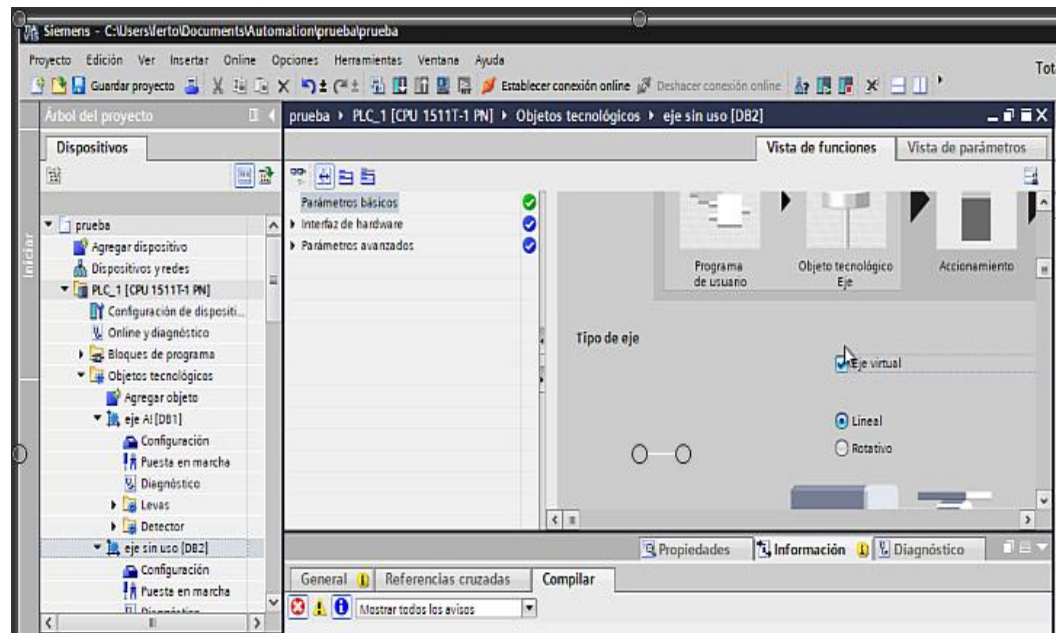 Siemens - C:\Users\ferto\Documents\Automation\prueba\prueba
Proyecto Edición Ver Insertar Online Opciones Herramientas Ventana Ayuda
Tot
Guardar proyecto Establecer conexión online Deshacer conexión online
Iniciar
Árbol del proyecto
Dispositivos
prueba
Agregar dispositivo
Dispositivos y redes
PLC_1 [CPU 1511T-1 PN]
Configuración de dispositi...
Online y diagnóstico
Bloques de programa
Objetos tecnológicos
Agregar objeto
eje AI [DB1]
Configuración
Puesta en marcha
Diagnóstico
Levas
Detector
eje sin uso [DB2]
Configuración
Puesta en marcha
Diagnóstico
prueba PLC_1 [CPU 1511T-1 PN] Objetos tecnológicos eje sin uso [DB2]
Vista de funciones Vista de parámetros
Parámetros básicos
Interfaz de hardware
Parámetros avanzados
Programa de usuario
Objeto tecnológico
Eje
Accionamiento
Tipo de eje
Eje virtual
Lineal
Rotativo
Propiedades Información Diagnóstico
General Referencias cruzadas Compilar
Mostrar todos los avisos